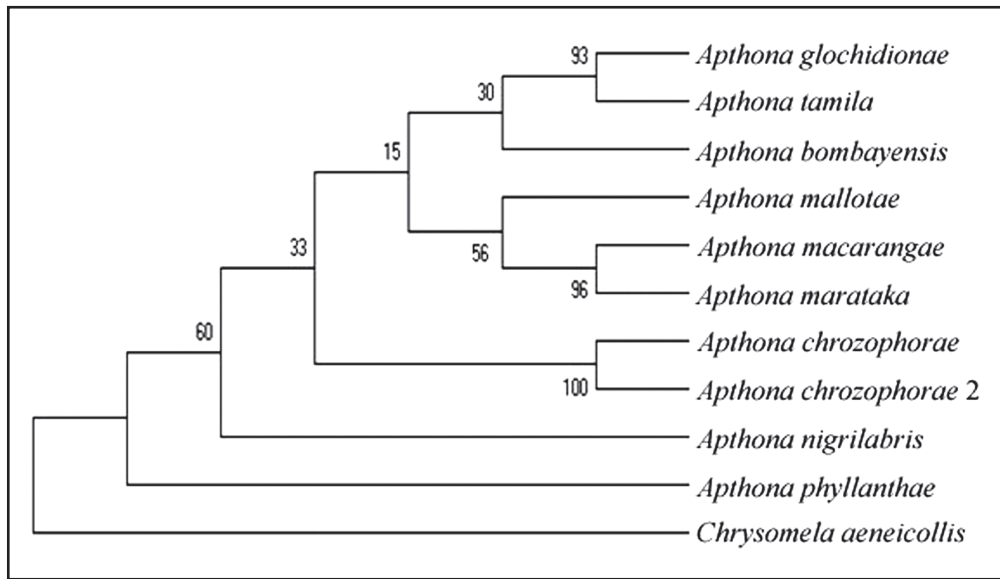 93
Apthona glochidionae
Apthona tamila
30
Apthona bombayensis
15
Apthona mallotae
56
Apthona macarangae
96
Apthona marataka
33
Apthona chrozophorae
100
Apthona chrozophorae 2
60
Apthona nigrilabris
Apthona phyllanthae
Chrysomela aeneicollis